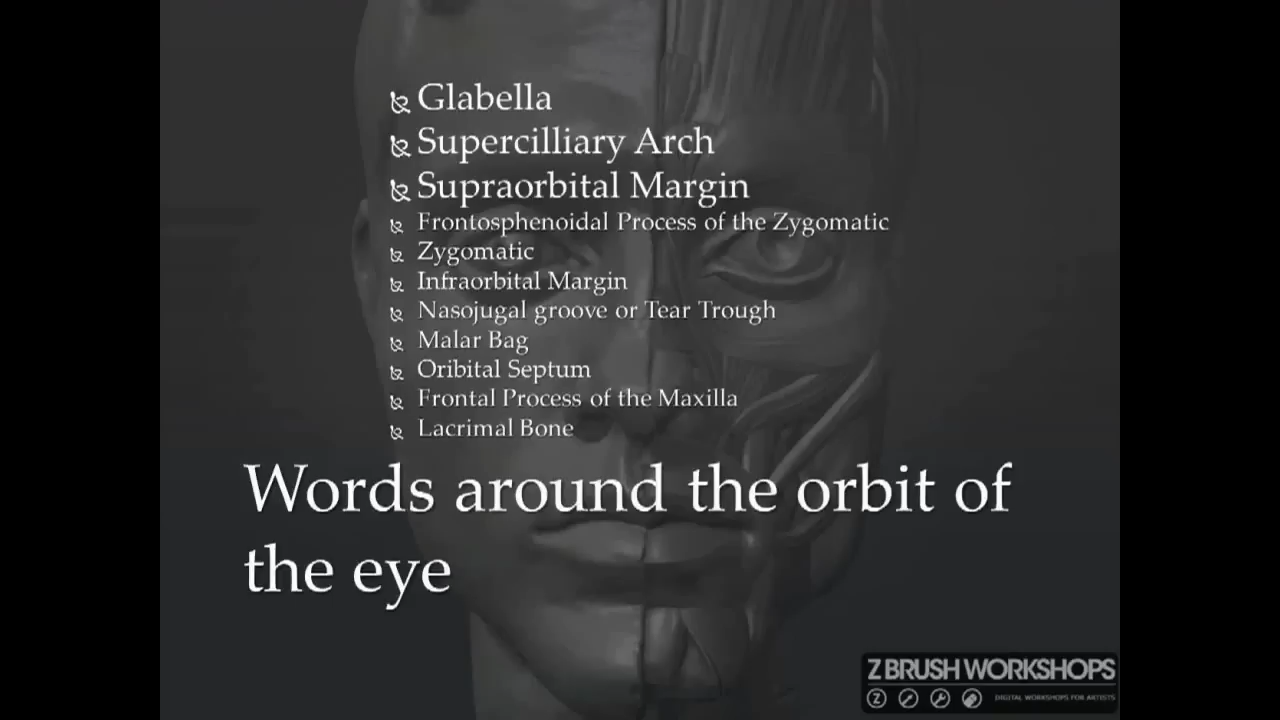 Glabella
Supercilliary Arch
Supraorbital Margin
Frontosphenoidal Process of the Zygomatic
Zygomatic
Infraorbital Margin
Nasojugal groove or Tear Trough
Malar Bag
Oribital Septum
Frontal Process of the Maxilla
Lacrimal Bone
Words around the orbit of
the eye
ZBRUSH WORKSHOPS
Z
DIGITAL WORKSHOPS FOR ARTISTS